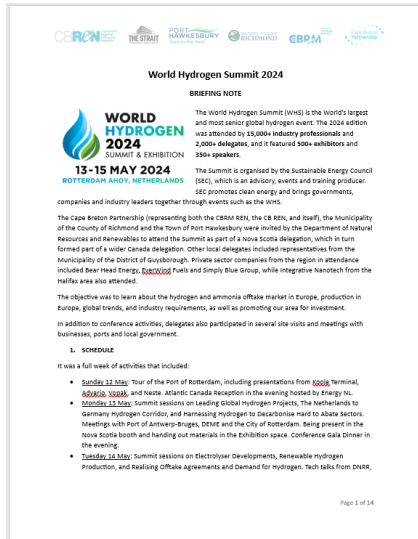 CBREN THE STRAIT PORT HAWKESBURY RICHMOND CBRM Cape Breton Partnership
World Hydrogen Summit 2024
BRIEFING NOTE
WORLD
HYDROGEN
2024
SUMMIT & EXHIBITION
13-15 MAY 2024
ROTTERDAM AHOY, NETHERLANDS
The World Hydrogen Summit (WHS) is the World's largest
and most senior global hydrogen event. The 2024 edition
was attended by 15,000+ industry professionals and
2,000+ delegates, and it featured 500+ exhibitors and
350+ speakers.
The Summit is organised by the Sustainable Energy Council
(SEC), which is an advisory, events and training producer.
SEC promotes clean energy and brings governments,
companies and industry leaders together through events such as the WHS.
The Cape Breton Partnership (representing both the CBRM REN, the CB REN, and itself), the Municipality
of the County of Richmond and the Town of Port Hawkesbury were invited by the Department of Natural
Resources and Renewables to attend the Summit as part of a Nova Scotia delegation, which in turn
formed part of a wider Canada delegation. Other local delegates included representatives from the
Municipality of the District of Guysborough. Private sector companies from the region in attendance
included Bear Head Energy, EverWind Fuels and Simply Blue Group, while Integrative Nanotech from the
Halifax area also attended.
The objective was to learn about the hydrogen and ammonia offtake market in Europe, production in
Europe, global trends, and industry requirements, as well as promoting our area for investment.
In addition to conference activities, delegates also participated in several site visits and meetings with
businesses, ports and local government.
1. SCHEDULE
It was a full week of activities that included:
• Sunday 12 May: Tour of the Port of Rotterdam, including presentations from Koole Terminal,
Advario, Vopak, and Neste. Atlantic Canada Reception in the evening hosted by Energy NL.
• Monday 13 May: Summit sessions on Leading Global Hydrogen Projects, The Netherlands to
Germany Hydrogen Corridor, and Harnessing Hydrogen to Decarbonise Hard to Abate Sectors.
Meetings with Port of Antwerp-Bruges, DEME and the City of Rotterdam. Being present in the
Nova Scotia booth and handing out materials in the Exhibition space. Conference Gala Dinner in
the evening.
• Tuesday 14 May: Summit sessions on Electrolyser Developments, Renewable Hydrogen
Production, and Realising Offtake Agreements and Demand for Hydrogen. Tech talks from DNRR,
Page 1 of 14